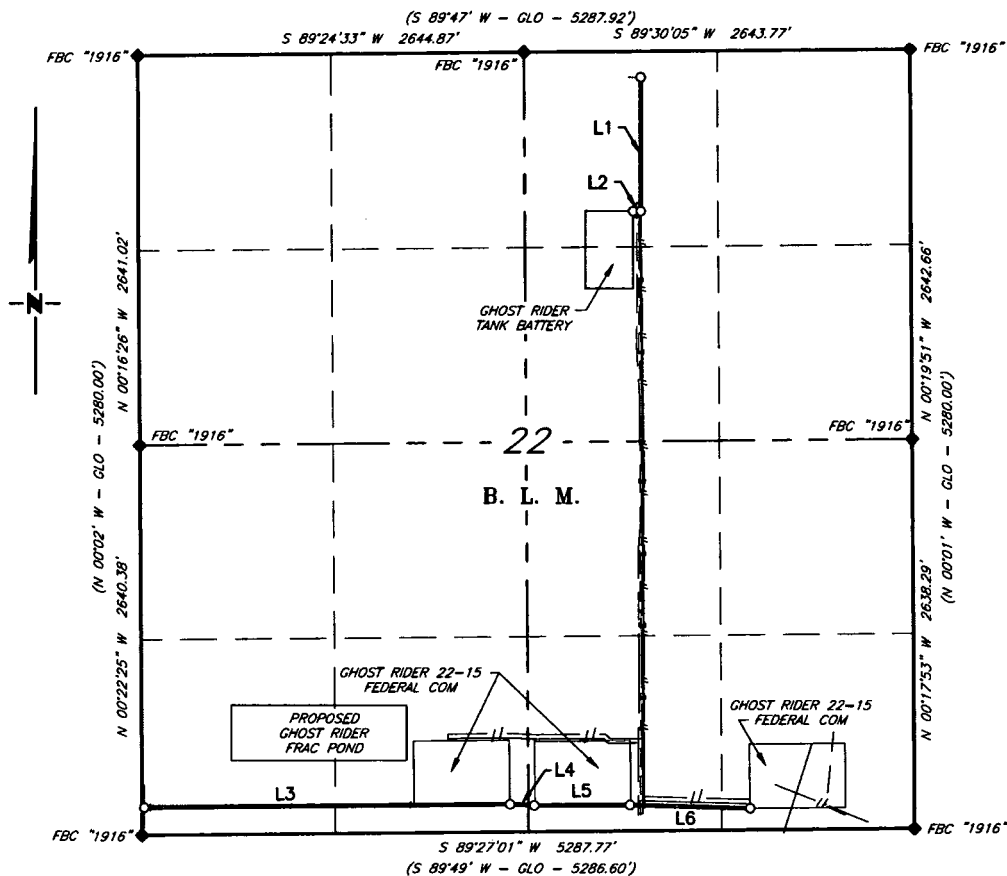 (S 89°47' W - GLO - 5287.92')
S 89°24'33" W 2644.87'
S 89°30'05" W 2643.77'
FBC "1916"
FBC "1916"
FBC "1916"
L1
L2
N 00°16'26" W 2641.02'
N 00°19'51" W 2642.66'
-N-
GHOST RIDER
TANK BATTERY
(N 00°02' W - GLO - 5280.00')
(N 00°01' W - GLO - 5280.00')
FBC "1916"
FBC "1916"
22
B. L. M.
N 00°22'25" W 2640.38'
N 00°17'53" W 2638.29'
GHOST RIDER 22-15
FEDERAL COM
GHOST RIDER 22-15
FEDERAL COM
PROPOSED
GHOST RIDER
FRAC POND
L3
L4
L5
L6
FBC "1916"
FBC "1916"
S 89°27'01" W 5287.77'
(S 89°49' W - GLO - 5286.60')